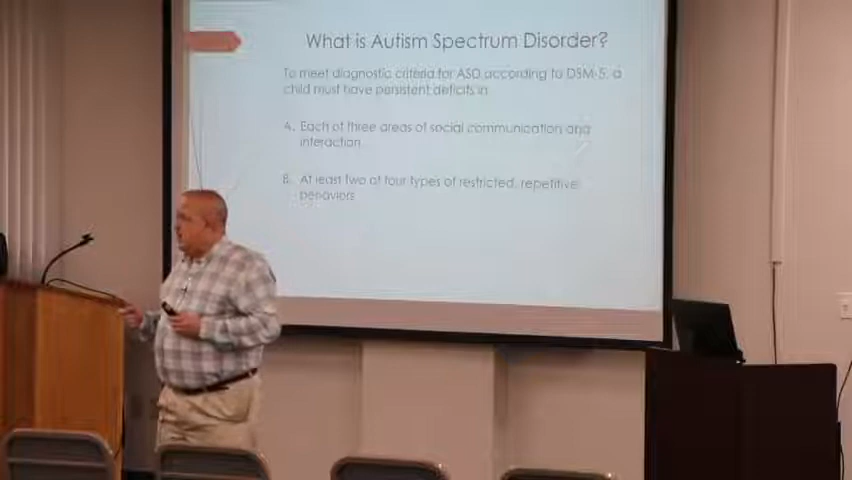 What is Autism Spectrum Disorder?
To meet diagnostic criteria for ASD according to DSM-5, a
child must have persistent deficits in
A. Each of three areas of social communication and
interaction
B. At least two of four types of restricted, repetitive
behaviors